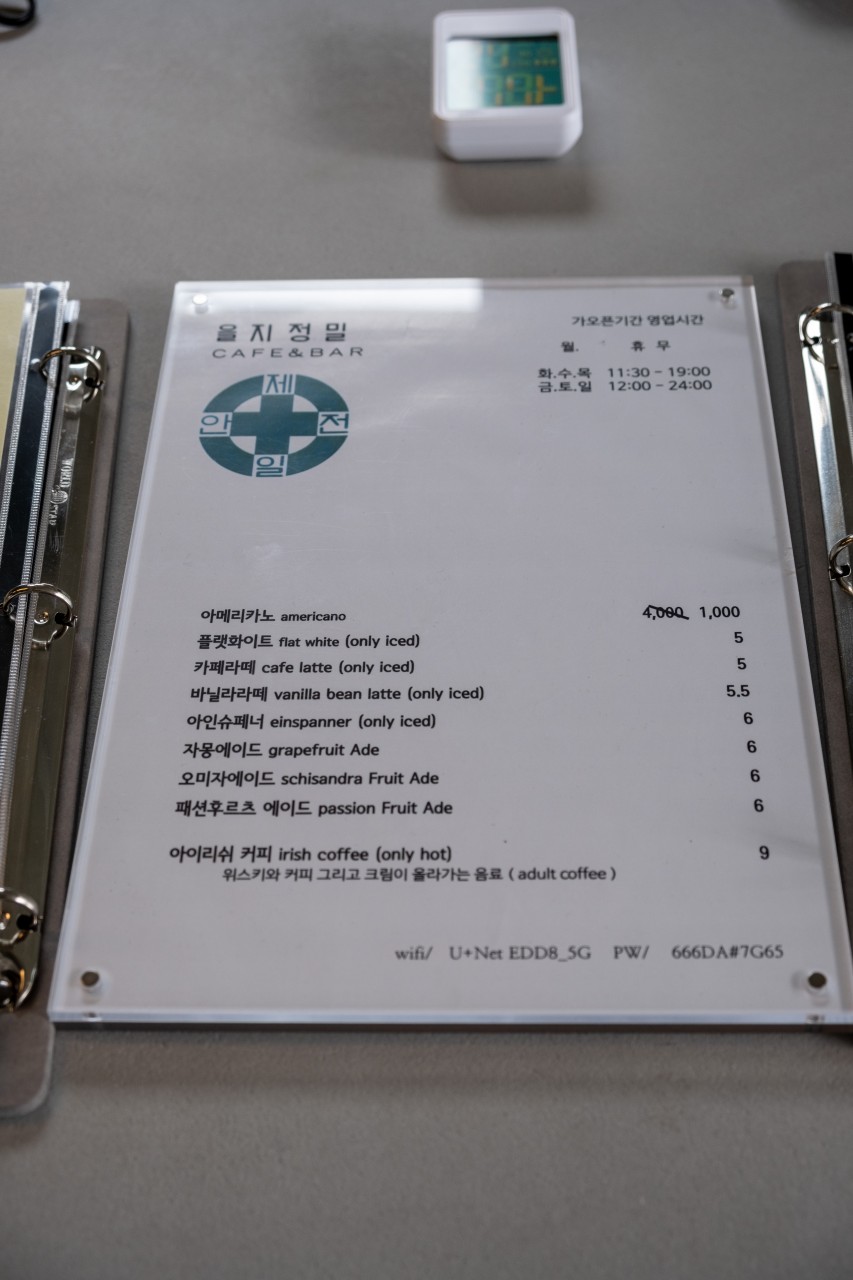 을지정밀
CAFE&BAR
제
안 전
일
가오픈기간 영업시간
월. 휴 무
화.수.목 11:30 - 19:00
금.토.일 12:00 - 24:00
아메리카노 americano 4,000 1,000
플랫화이트 flat white (only iced) 5
카페라떼 cafe latte (only iced) 5
바닐라라떼 vanilla bean latte (only iced) 5.5
아인슈페너 einspanner (only iced) 6
자몽에이드 grapefruit Ade 6
오미자에이드 schisandra Fruit Ade 6
패션후르츠 에이드 passion Fruit Ade 6
아이리쉬 커피 irish coffee (only hot) 9
위스키와 커피 그리고 크림이 올라가는 음료 ( adult coffee )
wifi/ U+Net EDD8_5G PW/ 666DA#7G65